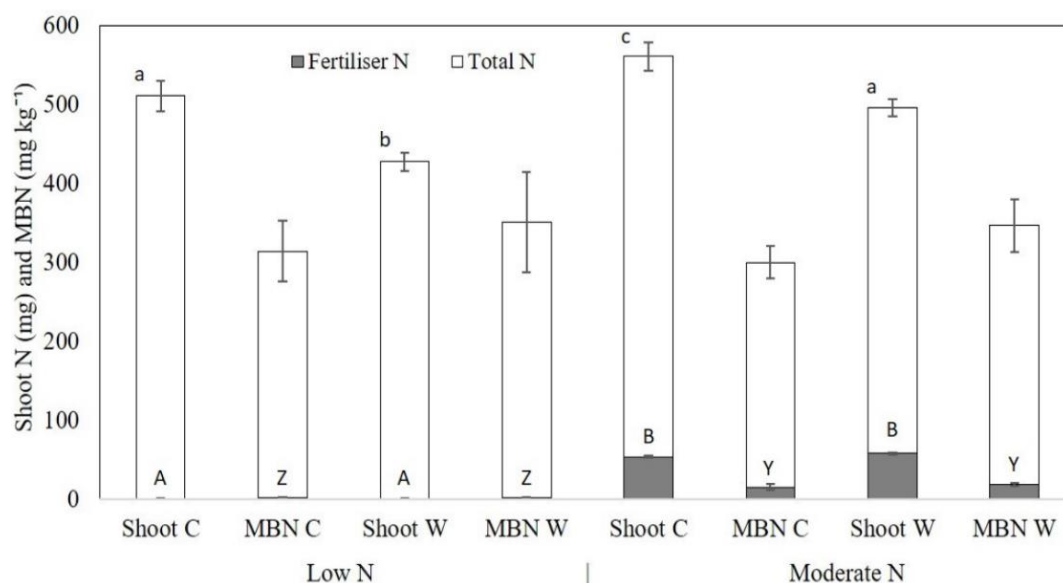 Shoot N (mg) and MBN (mg kg⁻¹)
600
500
400
300
200
100
0
Fertiliser N
Total N
a
b
c
a
A
Z
A
Z
B
Y
B
Y
Shoot C
MBN C
Shoot W
MBN W
Shoot C
MBN C
Shoot W
MBN W
Low N
Moderate N